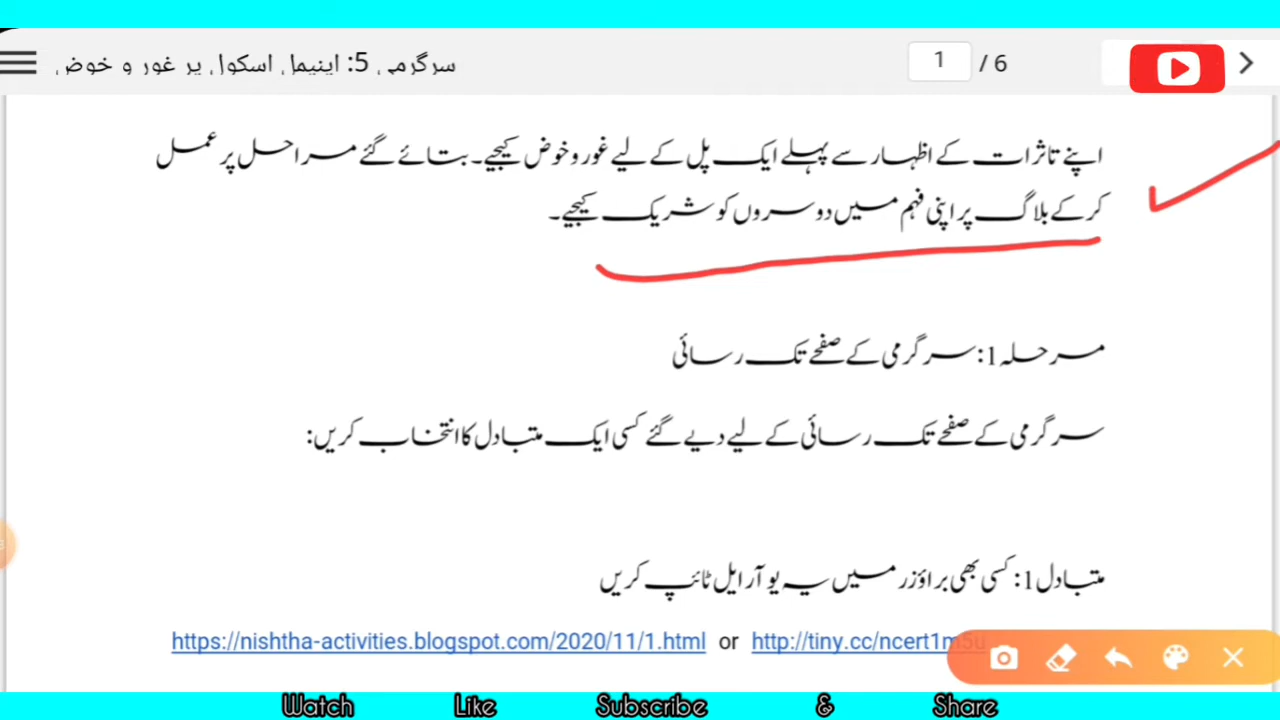 سرگرمی 5: اینیمل اسکول پر غور و خوض
1 / 6
اپنے تاثرات کے اظہار سے پہلے ایک پل کے لیے غور و خوض کیجیے۔ بتائے گئے مراحل پر عمل
کرکے بلاگ پر اپنی فہم میں دوسروں کو شریک کیجیے۔
مرحلہ 1: سرگرمی کے صفحے تک رسائی
سرگرمی کے صفحے تک رسائی کے لیے دیے گئے کسی ایک متبادل کا انتخاب کریں:
متبادل 1: کسی بھی براؤزر میں یہ یو آر ایل ٹائپ کریں
https://nishtha-activities.blogspot.com/2020/11/1.html or http://tiny.cc/ncert1m5u
Watch Like Subscribe & Share